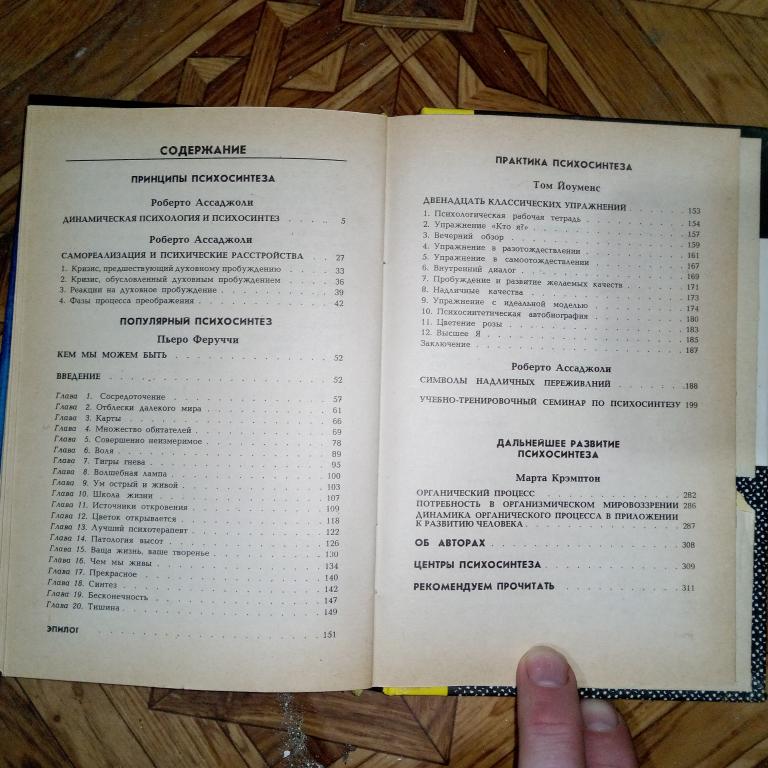 СОДЕРЖАНИЕ
ПРИНЦИПЫ ПСИХОСИНТЕЗА
Роберто Ассаджоли
ДИНАМИЧЕСКАЯ ПСИХОЛОГИЯ И ПСИХОСИНТЕЗ . . . . . 5
Роберто Ассаджоли
САМОРЕАЛИЗАЦИЯ И ПСИХИЧЕСКИЕ РАССТРОЙСТВА . . 27
1. Кризис, предшествующий духовному пробуждению . . . 33
2. Кризис, обусловленный духовным пробуждением . . . 36
3. Реакции на духовное пробуждение . . . 39
4. Фазы процесса преображения . . . 42
ПОПУЛЯРНЫЙ ПСИХОСИНТЕЗ
Пьеро Феруччи
КЕМ МЫ МОЖЕМ БЫТЬ . . . 52
ВВЕДЕНИЕ . . . 52
Глава 1. Сосредоточение . . . 57
Глава 2. Отблески далекого мира . . . 61
Глава 3. Карты . . . 66
Глава 4. Множество обитателей . . . 69
Глава 5. Совершенно неизмеримое . . . 78
Глава 6. Воля . . . 89
Глава 7. Тигры гнева . . . 95
Глава 8. Волшебная лампа . . . 100
Глава 9. Ум острый и живой . . . 103
Глава 10. Школа жизни . . . 107
Глава 11. Источники откровения . . . 109
Глава 12. Цветок открывается . . . 118
Глава 13. Лучший психотерапевт . . . 122
Глава 14. Патология высот . . . 126
Глава 15. Ваша жизнь, ваше творенье . . . 130
Глава 16. Чем мы живы . . . 134
Глава 17. Прекрасное . . . 140
Глава 18. Синтез . . . 142
Глава 19. Бесконечность . . . 147
Глава 20. Тишина . . . 149
ЭПИЛОГ . . . 151
ПРАКТИКА ПСИХОСИНТЕЗА
Том Йоуменс
ДВЕНАДЦАТЬ КЛАССИЧЕСКИХ УПРАЖНЕНИЙ . . . 153
1. Психологическая рабочая тетрадь . . . 154
2. Упражнение «Кто я?» . . . 157
3. Вечерний обзор . . . 159
4. Упражнение в разотождествлении . . . 161
5. Упражнение в самоотождествлении . . . 167
6. Внутренний диалог . . . 169
7. Пробуждение и развитие желаемых качеств . . . 171
8. Надличные качества . . . 173
9. Упражнение с идеальной моделью . . . 174
10. Психосинтетическая автобиография . . . 180
11. Цветение розы . . . 183
12. Высшее Я . . . 185
Заключение . . . 187
Роберто Ассаджоли
СИМВОЛЫ НАДЛИЧНЫХ ПЕРЕЖИВАНИЙ . . . 188
УЧЕБНО-ТРЕНИРОВОЧНЫЙ СЕМИНАР ПО ПСИХОСИНТЕЗУ 199
ДАЛЬНЕЙШЕЕ РАЗВИТИЕ
ПСИХОСИНТЕЗА
Марта Крэмптон
ОРГАНИЧЕСКИЙ ПРОЦЕСС . . . 282
ПОТРЕБНОСТЬ В ОРГАНИЗМИЧЕСКОМ МИРОВОЗЗРЕНИИ 286
ДИНАМИКА ОРГАНИЧЕСКОГО ПРОЦЕССА В ПРИЛОЖЕНИИ
К РАЗВИТИЮ ЧЕЛОВЕКА . . . 287
ОБ АВТОРАХ . . . 308
ЦЕНТРЫ ПСИХОСИНТЕЗА . . . 309
РЕКОМЕНДУЕМ ПРОЧИТАТЬ . . . 311